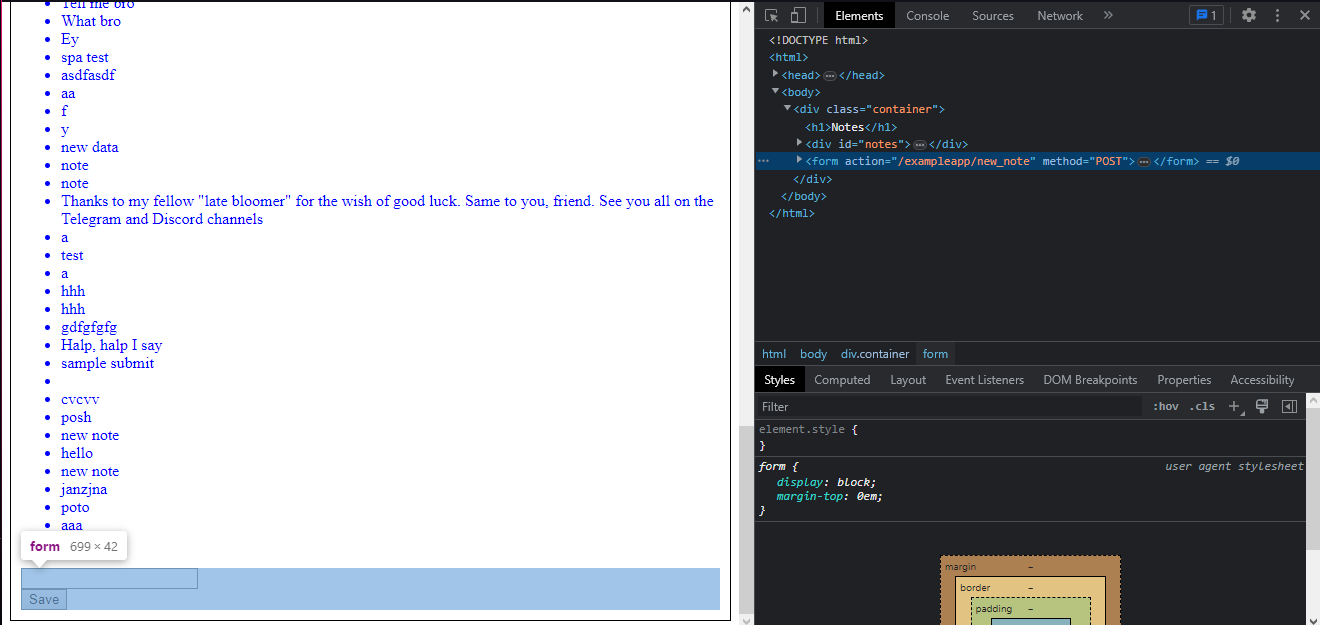 Tell me bro
What bro
Ey
spa test
asdfasdf
aa
f
y
new data
note
note
Thanks to my fellow "late bloomer" for the wish of good luck. Same to you, friend. See you all on the
Telegram and Discord channels
a
test
a
hhh
hhh
gdfgfgfg
Halp, halp I say
sample submit
cvcvv
posh
new note
hello
new note
janzjna
poto
aaa
form 699 × 42
Save
Elements Console Sources Network » 1
<!DOCTYPE html>
<html>
<head> ⋯ </head>
<body>
<div class="container">
<h1>Notes</h1>
<div id="notes"> ⋯ </div>
⋯ <form action="/exampleapp/new_note" method="POST"> ⋯ </form> == $0
</div>
</body>
</html>
html body div.container form
Styles Computed Layout Event Listeners DOM Breakpoints Properties Accessibility
Filter :hov .cls +
element.style {
}
form { user agent stylesheet
display: block;
margin-top: 0em;
}
margin –
border –
padding –